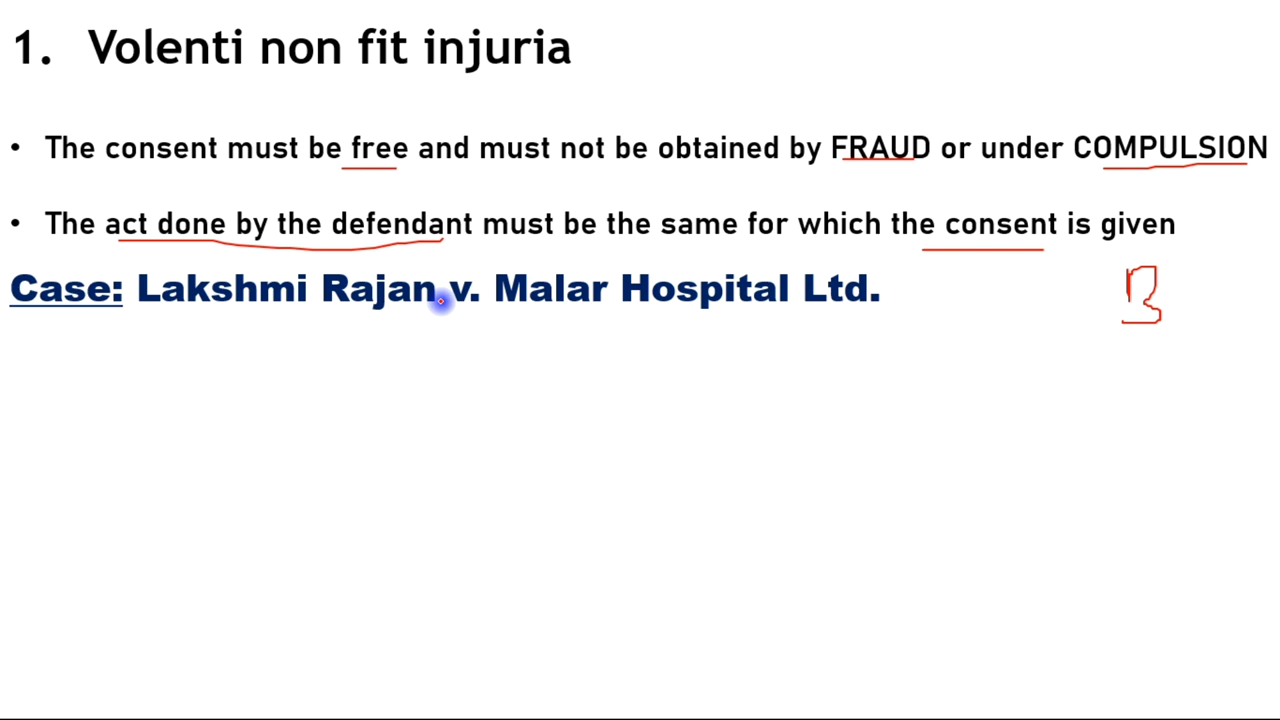 1. Volenti non fit injuria
• The consent must be free and must not be obtained by FRAUD or under COMPULSION
• The act done by the defendant must be the same for which the consent is given
Case: Lakshmi Rajan v. Malar Hospital Ltd.